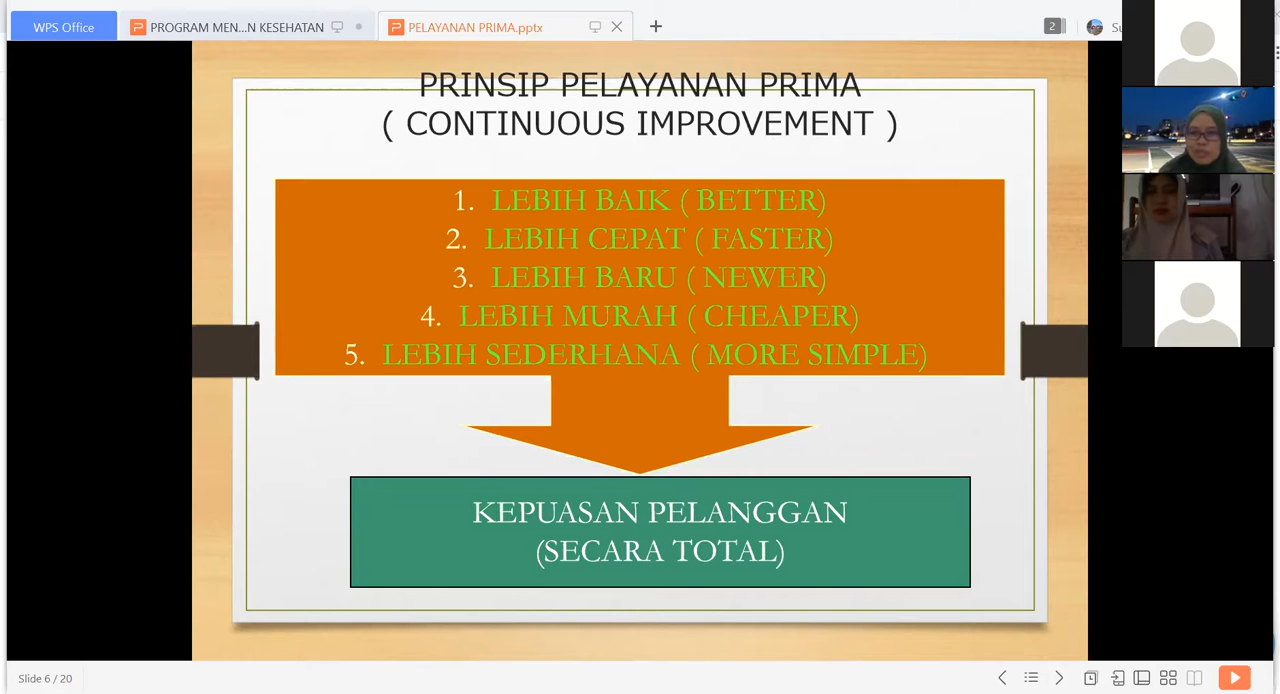 WPS Office
PROGRAM MEN...N KESEHATAN
PELAYANAN PRIMA.pptx
2
PRINSIP PELAYANAN PRIMA
( CONTINUOUS IMPROVEMENT )
1. LEBIH BAIK ( BETTER)
2. LEBIH CEPAT ( FASTER)
3. LEBIH BARU ( NEWER)
4. LEBIH MURAH ( CHEAPER)
5. LEBIH SEDERHANA ( MORE SIMPLE)
KEPUASAN PELANGGAN
(SECARA TOTAL)
Slide 6 / 20